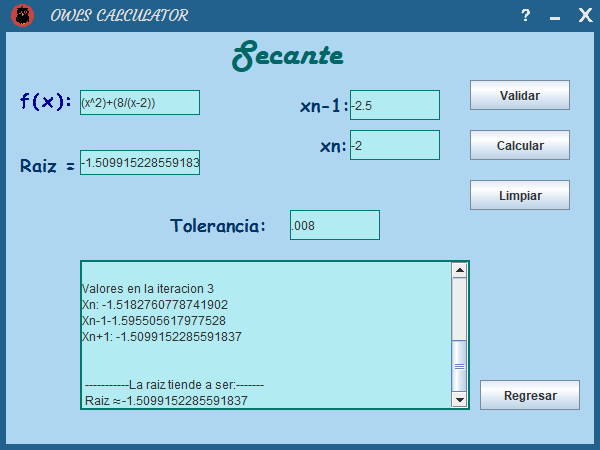 OWLS CALCULATOR
Secante
f(x): (x^2)+(8/(x-2))
xn-1: -2.5
Validar
xn: -2
Calcular
Raiz = -1.509915228559183
Limpiar
Tolerancia: .008
Valores en la iteracion 3
Xn: -1.5182760778741902
Xn-1-1.595505617977528
Xn+1: -1.5099152285591837
-----------La raiz tiende a ser:-------
Raiz ≈-1.5099152285591837
Regresar